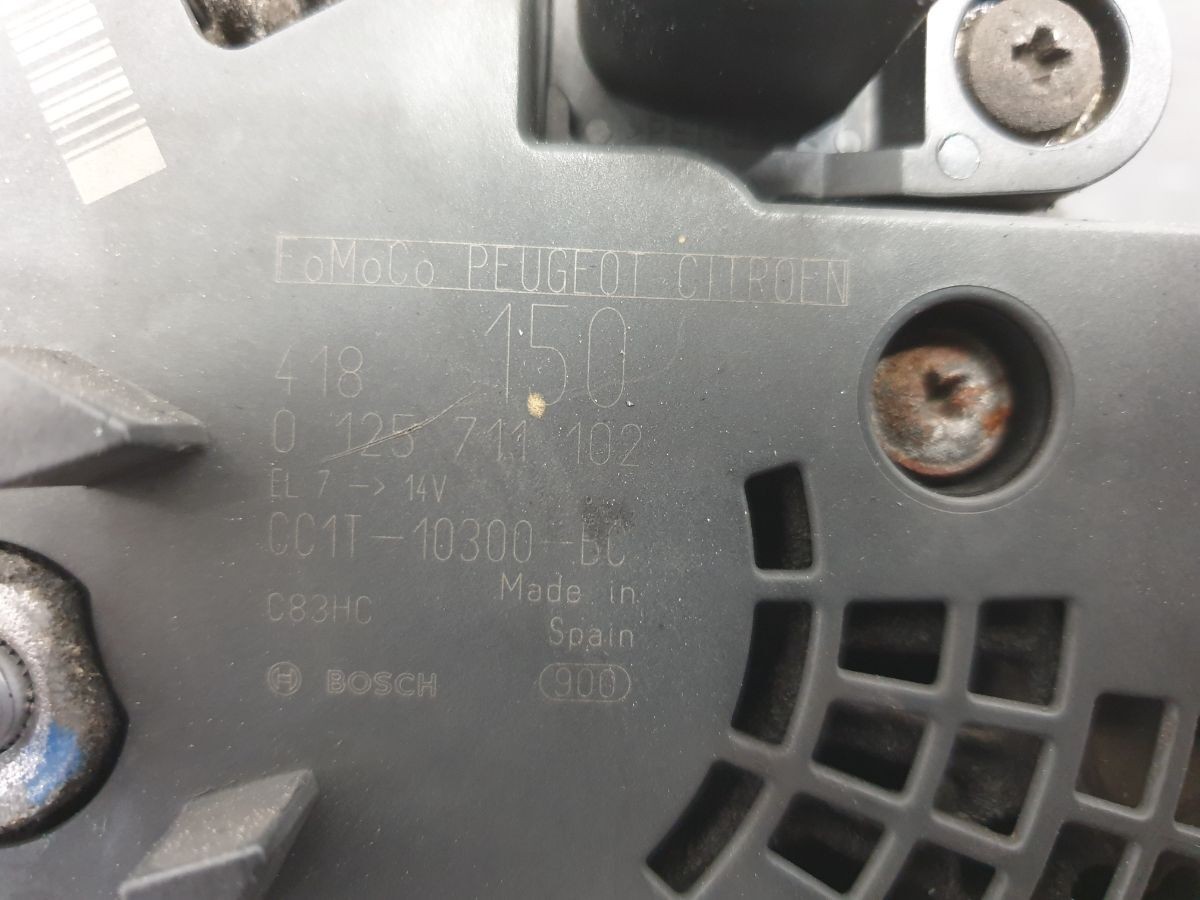 FoMoCo PEUGEOT CITROEN
150
418
0 125 711 102
EL 7 -> 14V
CC1T-10300-BC
Made in
Spain
C83HC
BOSCH
900